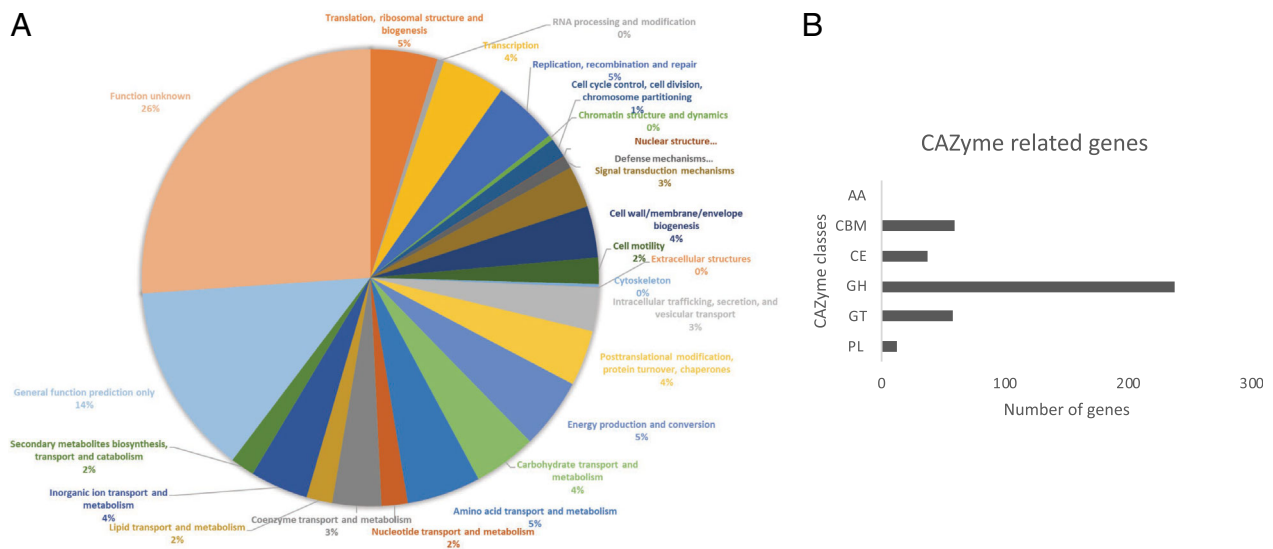 A
Translation, ribosomal structure and
biogenesis
5%
RNA processing and modification
0%
Transcription
4%
Replication, recombination and repair
5%
Cell cycle control, cell division,
chromosome partitioning
1%
Chromatin structure and dynamics
0%
Nuclear structure...
Defense mechanisms...
Signal transduction mechanisms
3%
Cell wall/membrane/envelope
biogenesis
4%
Cell motility
2%
Extracellular structures
0%
Cytoskeleton
0%
Intracellular trafficking, secretion, and
vesicular transport
3%
Posttranslational modification,
protein turnover, chaperones
4%
Energy production and conversion
5%
Carbohydrate transport and
metabolism
4%
Amino acid transport and metabolism
5%
Nucleotide transport and metabolism
2%
Coenzyme transport and metabolism
3%
Lipid transport and metabolism
2%
Inorganic ion transport and
metabolism
4%
Secondary metabolites biosynthesis,
transport and catabolism
2%
General function prediction only
14%
Function unknown
26%
B
CAZyme related genes
CAZyme classes
AA
CBM
CE
GH
GT
PL
0 100 200 300
Number of genes